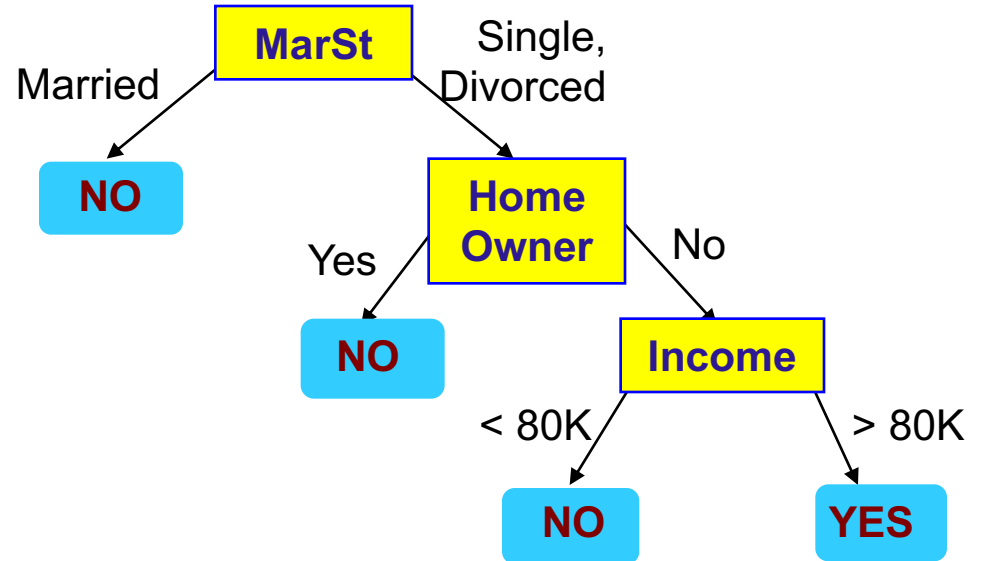 MarSt
Single,
Divorced
Married
NO
Home
Owner
Yes
No
NO
Income
< 80K
> 80K
NO
YES